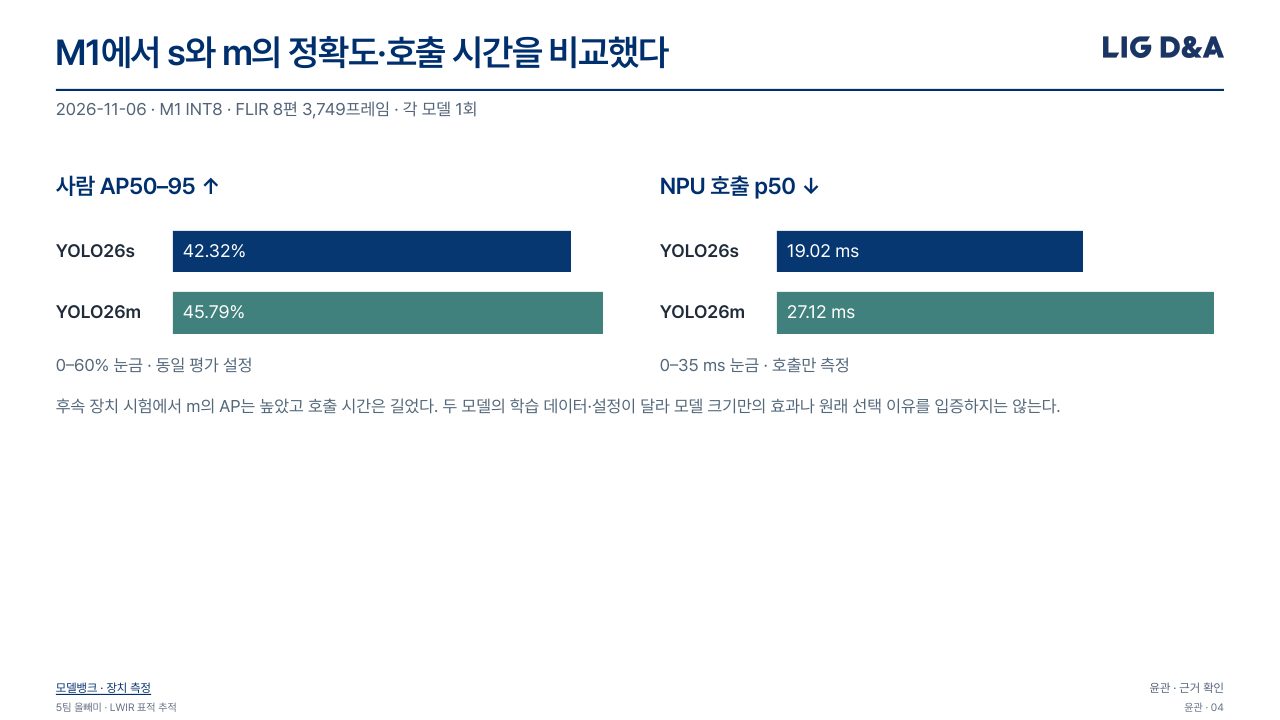 M1에서 s와 m의 정확도·호출 시간을 비교했다
LIG D&A
2026-11-06 · M1 INT8 · FLIR 8편 3,749프레임 · 각 모델 1회
사람 AP50–95 ↑
YOLO26s
42.32%
YOLO26m
45.79%
0–60% 눈금 · 동일 평가 설정
NPU 호출 p50 ↓
YOLO26s
19.02 ms
YOLO26m
27.12 ms
0–35 ms 눈금 · 호출만 측정
후속 장치 시험에서 m의 AP는 높았고 호출 시간은 길었다. 두 모델의 학습 데이터·설정이 달라 모델 크기만의 효과나 원래 선택 이유를 입증하지는 않는다.
모델뱅크 · 장치 측정
5팀 올빼미 · LWIR 표적 추적
윤관 · 근거 확인
윤관 · 04